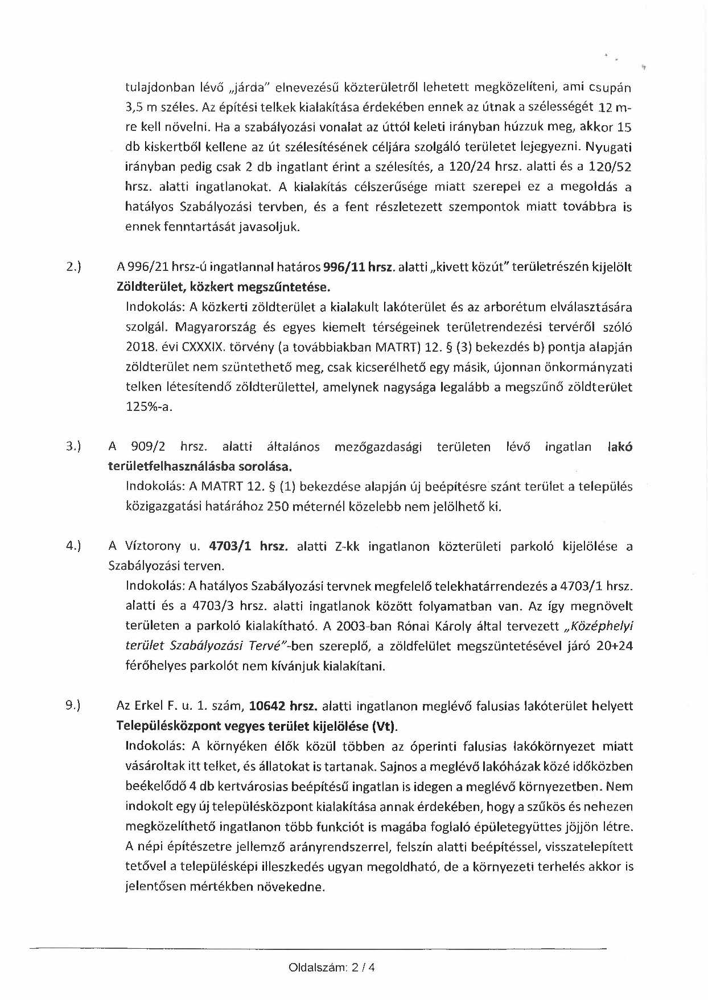 tulajdonban lévő „járda" elnevezésű közterületről lehetett megközelíteni, ami csupán
3,5 m széles. Az építési telkek kialakítása érdekében ennek az útnak a szélességét 12 m-
re kell növelni. Ha a szabályozási vonalat az úttól keleti irányban húzzuk meg, akkor 15
db kiskertből kellene az út szélesítésének céljára szolgáló területet lejegyezni. Nyugati
irányban pedig csak 2 db ingatlant érint a szélesítés, a 120/24 hrsz. alatti és a 120/52
hrsz. alatti ingatlanokat. A kialakítás célszerűsége miatt szerepel ez a megoldás a
hatályos Szabályozási tervben, és a fent részletezett szempontok miatt továbbra is
ennek fenntartását javasoljuk.
2.) A 996/21 hrsz-ú ingatlannal határos 996/11 hrsz. alatti „kivett közút" területrészén kijelölt
Zöldterület, közkert megszűntetése.
Indokolás: A közkerti zöldterület a kialakult lakóterület és az arborétum elválasztására
szolgál. Magyarország és egyes kiemelt térségeinek területrendezési tervéről szóló
2018. évi CXXXIX. törvény (a továbbiakban MATRT) 12. § (3) bekezdés b) pontja alapján
zöldterület nem szüntethető meg, csak kicserélhető egy másik, újonnan önkormányzati
telken létesítendő zöldterülettel, amelynek nagysága legalább a megszűnő zöldterület
125%-a.
3.) A 909/2 hrsz. alatti általános mezőgazdasági területen lévő ingatlan lakó
területfelhasználásba sorolása.
Indokolás: A MATRT 12. § (1) bekezdése alapján új beépítésre szánt terület a település
közigazgatási határához 250 méternél közelebb nem jelölhető ki.
4.) A Víztorony u. 4703/1 hrsz. alatti Z-kk ingatlanon közterületi parkoló kijelölése a
Szabályozási terven.
Indokolás: A hatályos Szabályozási tervnek megfelelő telekhatárrendezés a 4703/1 hrsz.
alatti és a 4703/3 hrsz. alatti ingatlanok között folyamatban van. Az így megnövelt
területen a parkoló kialakítható. A 2003-ban Rónai Károly által tervezett „Középhelyi
terület Szabályozási Tervé"-ben szereplő, a zöldfelület megszüntetésével járó 20+24
férőhelyes parkolót nem kívánjuk kialakítani.
9.) Az Erkel F. u. 1. szám, 10642 hrsz. alatti ingatlanon meglévő falusias lakóterület helyett
Településközpont vegyes terület kijelölése (Vt).
Indokolás: A környéken élők közül többen az óperinti falusias lakókörnyezet miatt
vásároltak itt telket, és állatokat is tartanak. Sajnos a meglévő lakóházak közé időközben
beékelődő 4 db kertvárosias beépítésű ingatlan is idegen a meglévő környezetben. Nem
indokolt egy új településközpont kialakítása annak érdekében, hogy a szűkös és nehezen
megközelíthető ingatlanon több funkciót is magába foglaló épületegyüttes jöjjön létre.
A népi építészetre jellemző arányrendszerrel, felszín alatti beépítéssel, visszatelepített
tetővel a településképi illeszkedés ugyan megoldható, de a környezeti terhelés akkor is
jelentősen mértékben növekedne.
Oldalszám: 2 / 4